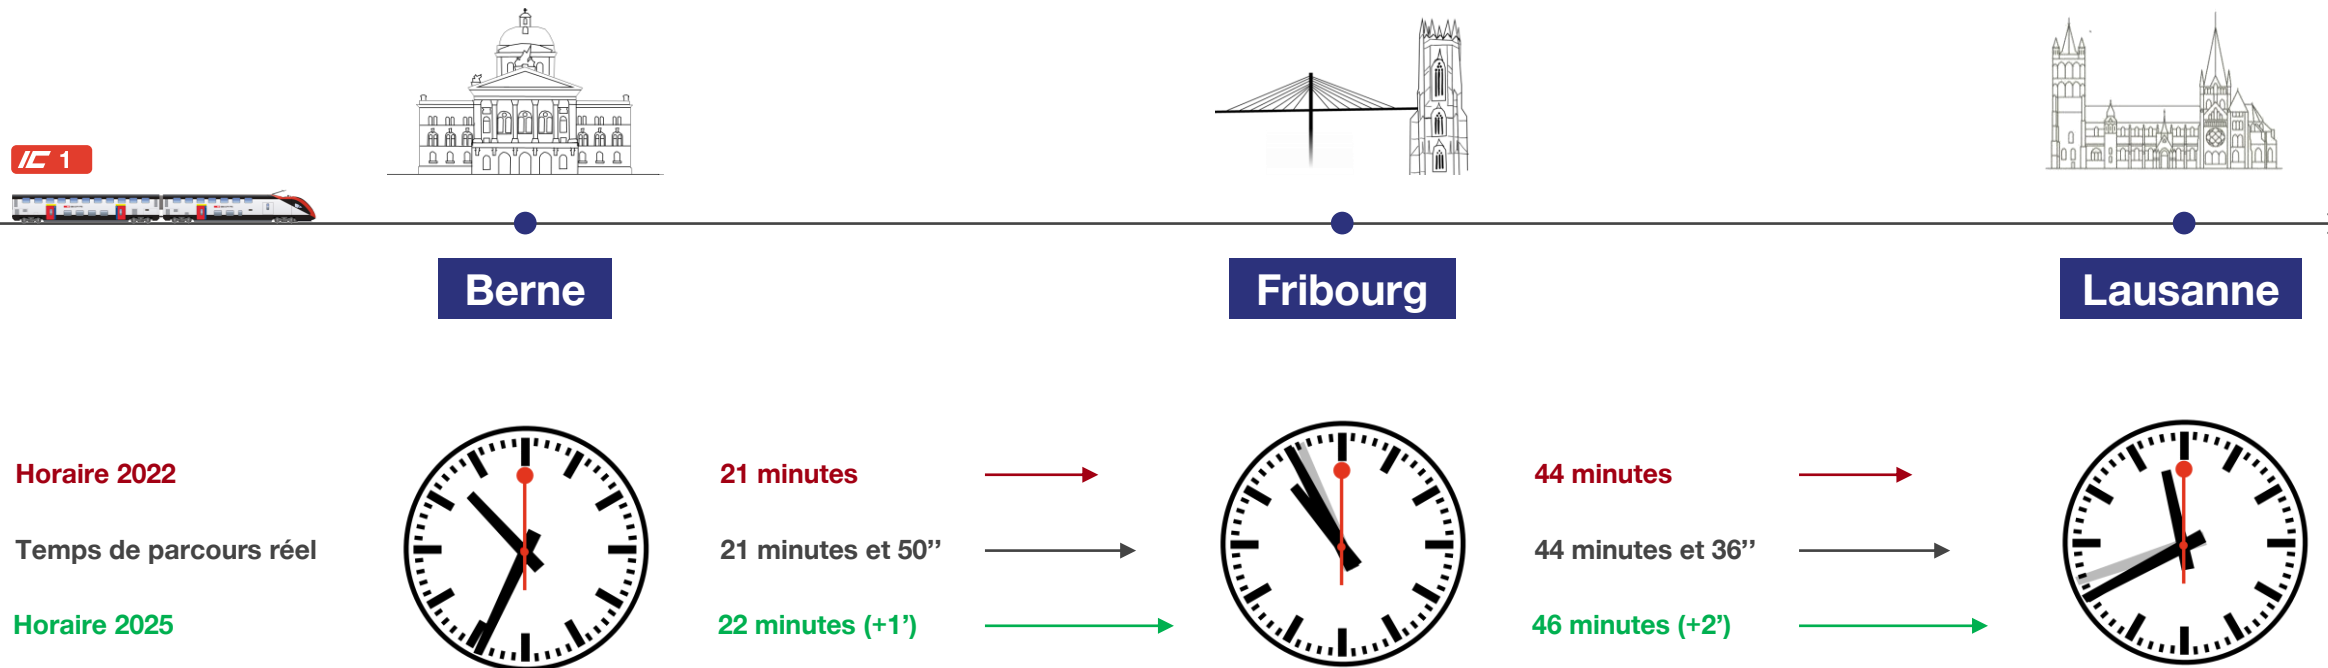 IC 1
Berne
Fribourg
Lausanne
Horaire 2022
21 minutes
44 minutes
Temps de parcours réel
21 minutes et 50’’
44 minutes et 36’’
Horaire 2025
22 minutes (+1’)
46 minutes (+2’)